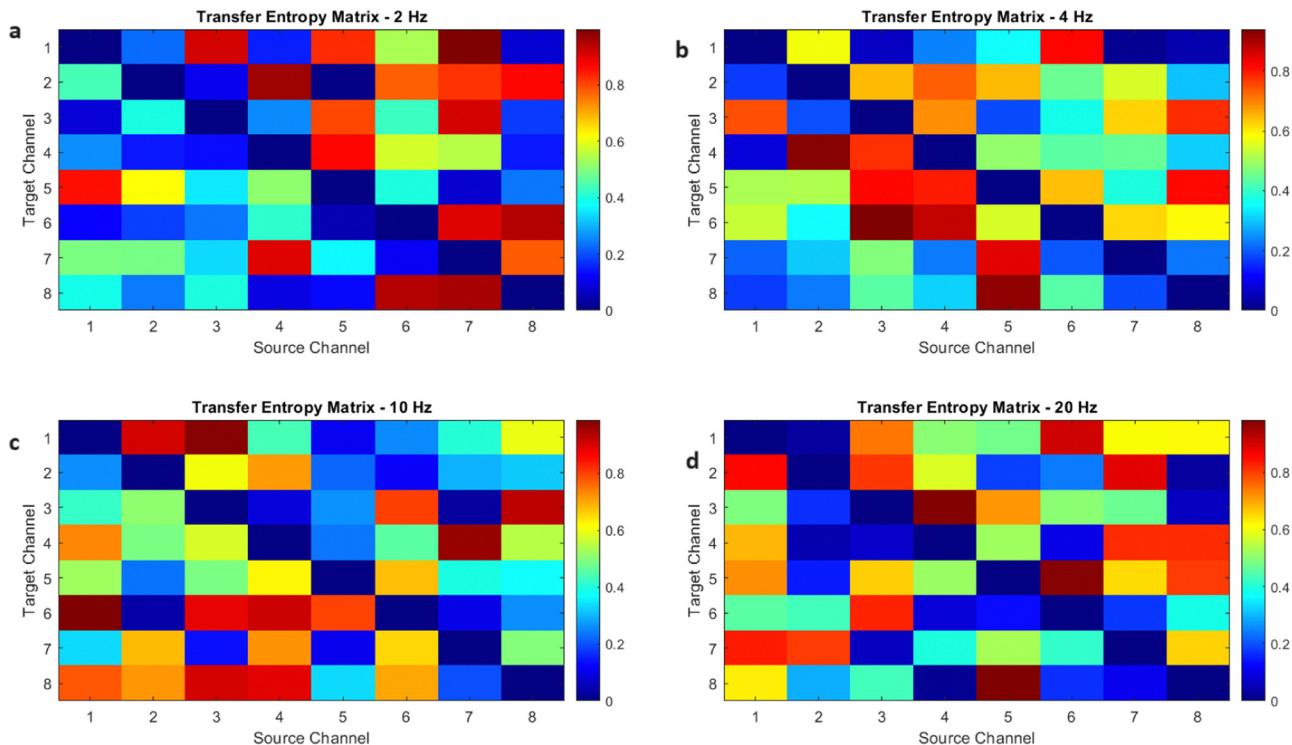 a
Transfer Entropy Matrix - 2 Hz
Target Channel
1
2
3
4
5
6
7
8
1 2 3 4 5 6 7 8
Source Channel
0.8
0.6
0.4
0.2
0
b
Transfer Entropy Matrix - 4 Hz
Target Channel
1
2
3
4
5
6
7
8
1 2 3 4 5 6 7 8
Source Channel
0.8
0.6
0.4
0.2
0
c
Transfer Entropy Matrix - 10 Hz
Target Channel
1
2
3
4
5
6
7
8
1 2 3 4 5 6 7 8
Source Channel
0.8
0.6
0.4
0.2
0
d
Transfer Entropy Matrix - 20 Hz
Target Channel
1
2
3
4
5
6
7
8
1 2 3 4 5 6 7 8
Source Channel
0.8
0.6
0.4
0.2
0